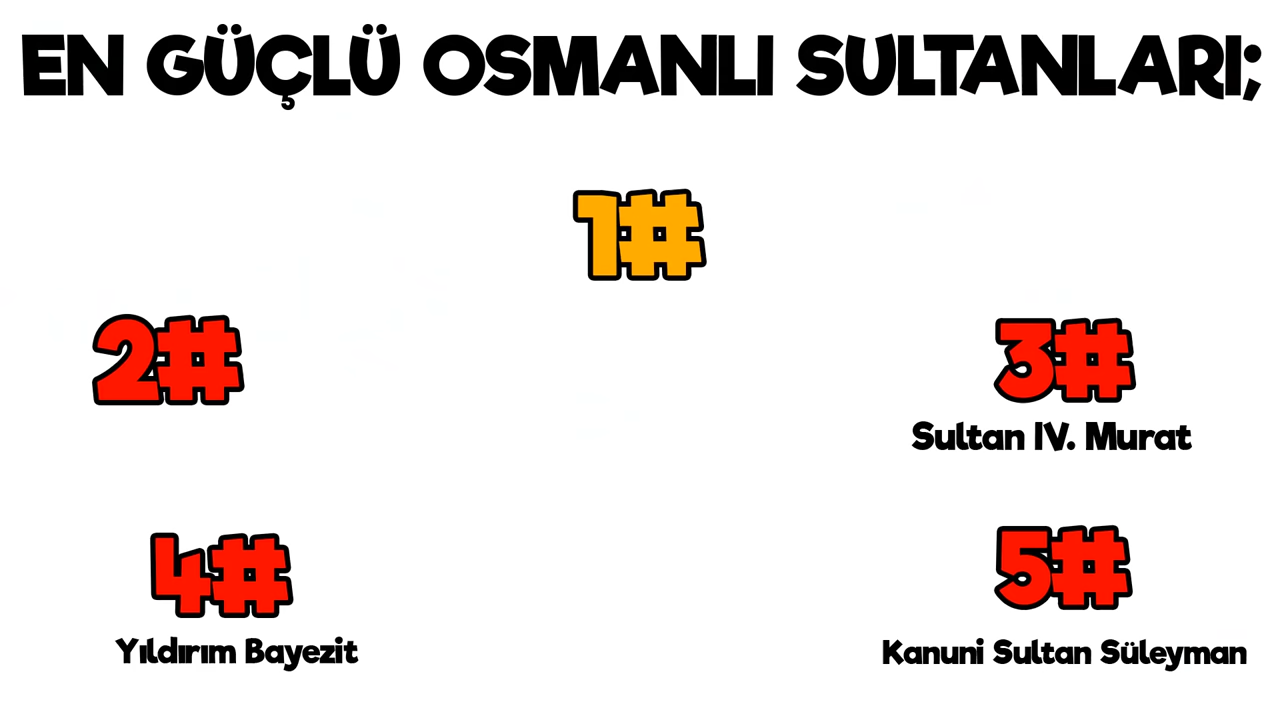 EN GÜÇLÜ OSMANLI SULTANLARI;
1#
2#
3#
Sultan IV. Murat
4#
Yıldırım Bayezit
5#
Kanuni Sultan Süleyman